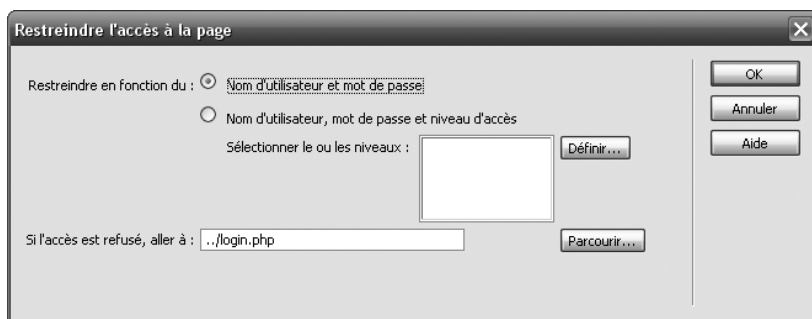 Restreindre l'accès à la page
Restreindre en fonction du : Nom d'utilisateur et mot de passe
Nom d'utilisateur, mot de passe et niveau d'accès
Sélectionner le ou les niveaux :
Définir...
Si l'accès est refusé, aller à : ../login.php
Parcourir...
OK
Annuler
Aide